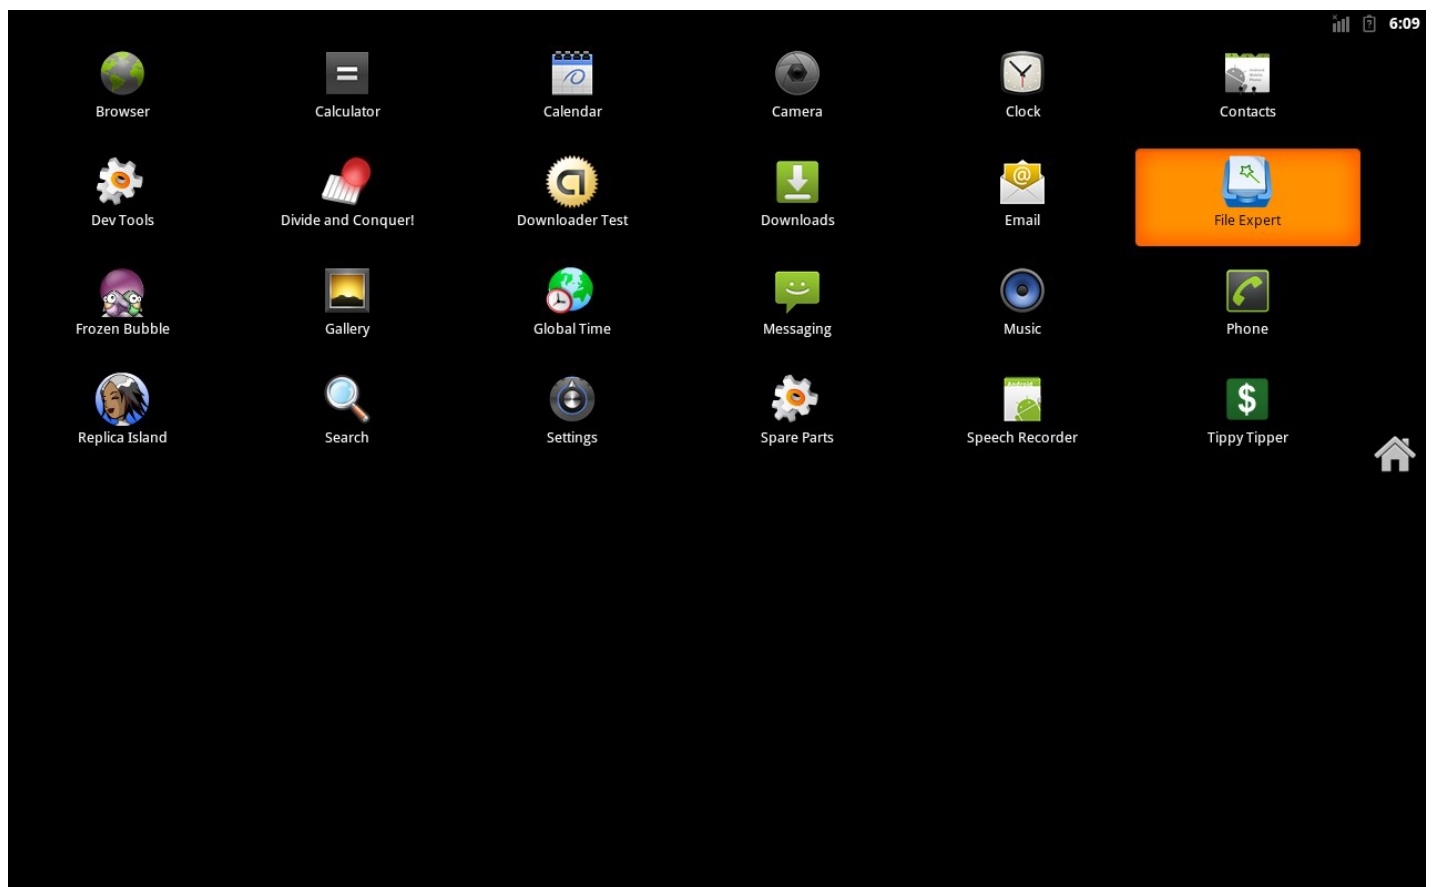 6:09
Browser
Calculator
Calendar
Camera
Clock
Contacts
Dev Tools
Divide and Conquer!
Downloader Test
Downloads
Email
File Expert
Frozen Bubble
Gallery
Global Time
Messaging
Music
Phone
Replica Island
Search
Settings
Spare Parts
Speech Recorder
Tippy Tipper